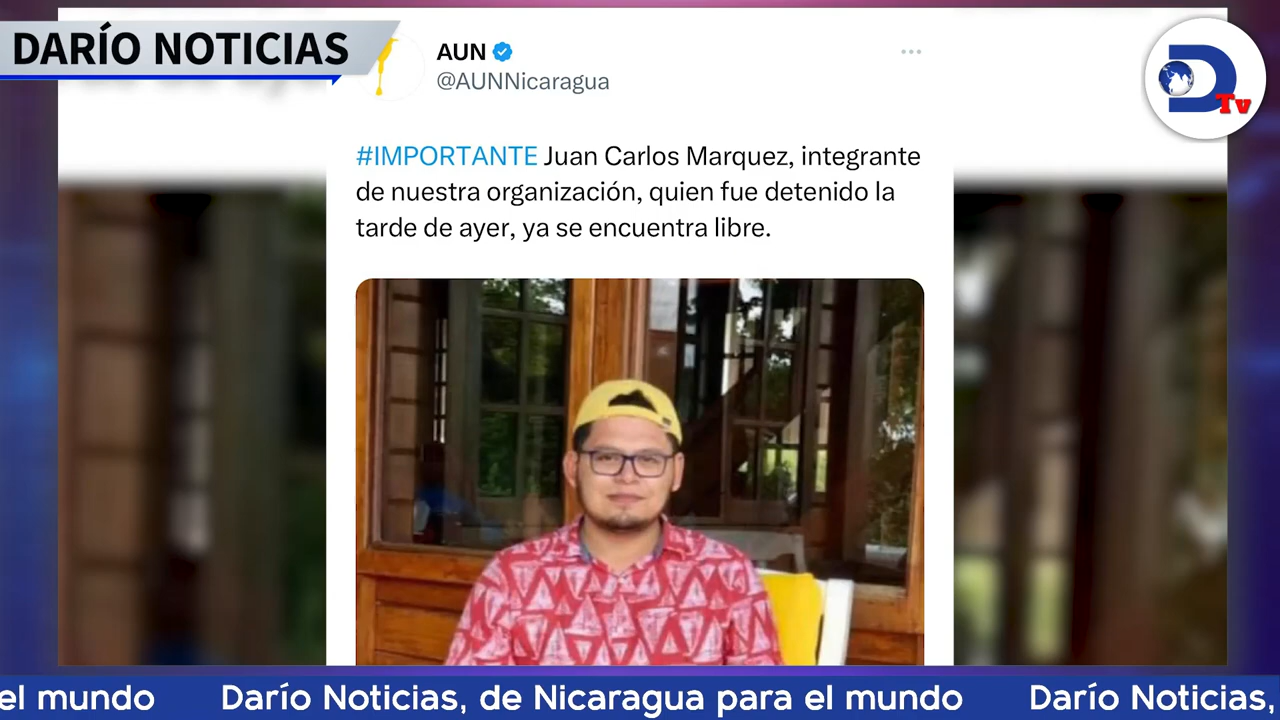 DARÍO NOTICIAS
AUN
@AUNNicaragua
D Tv
#IMPORTANTE Juan Carlos Marquez, integrante
de nuestra organización, quien fue detenido la
tarde de ayer, ya se encuentra libre.
el mundo Darío Noticias, de Nicaragua para el mundo Darío Noticias,